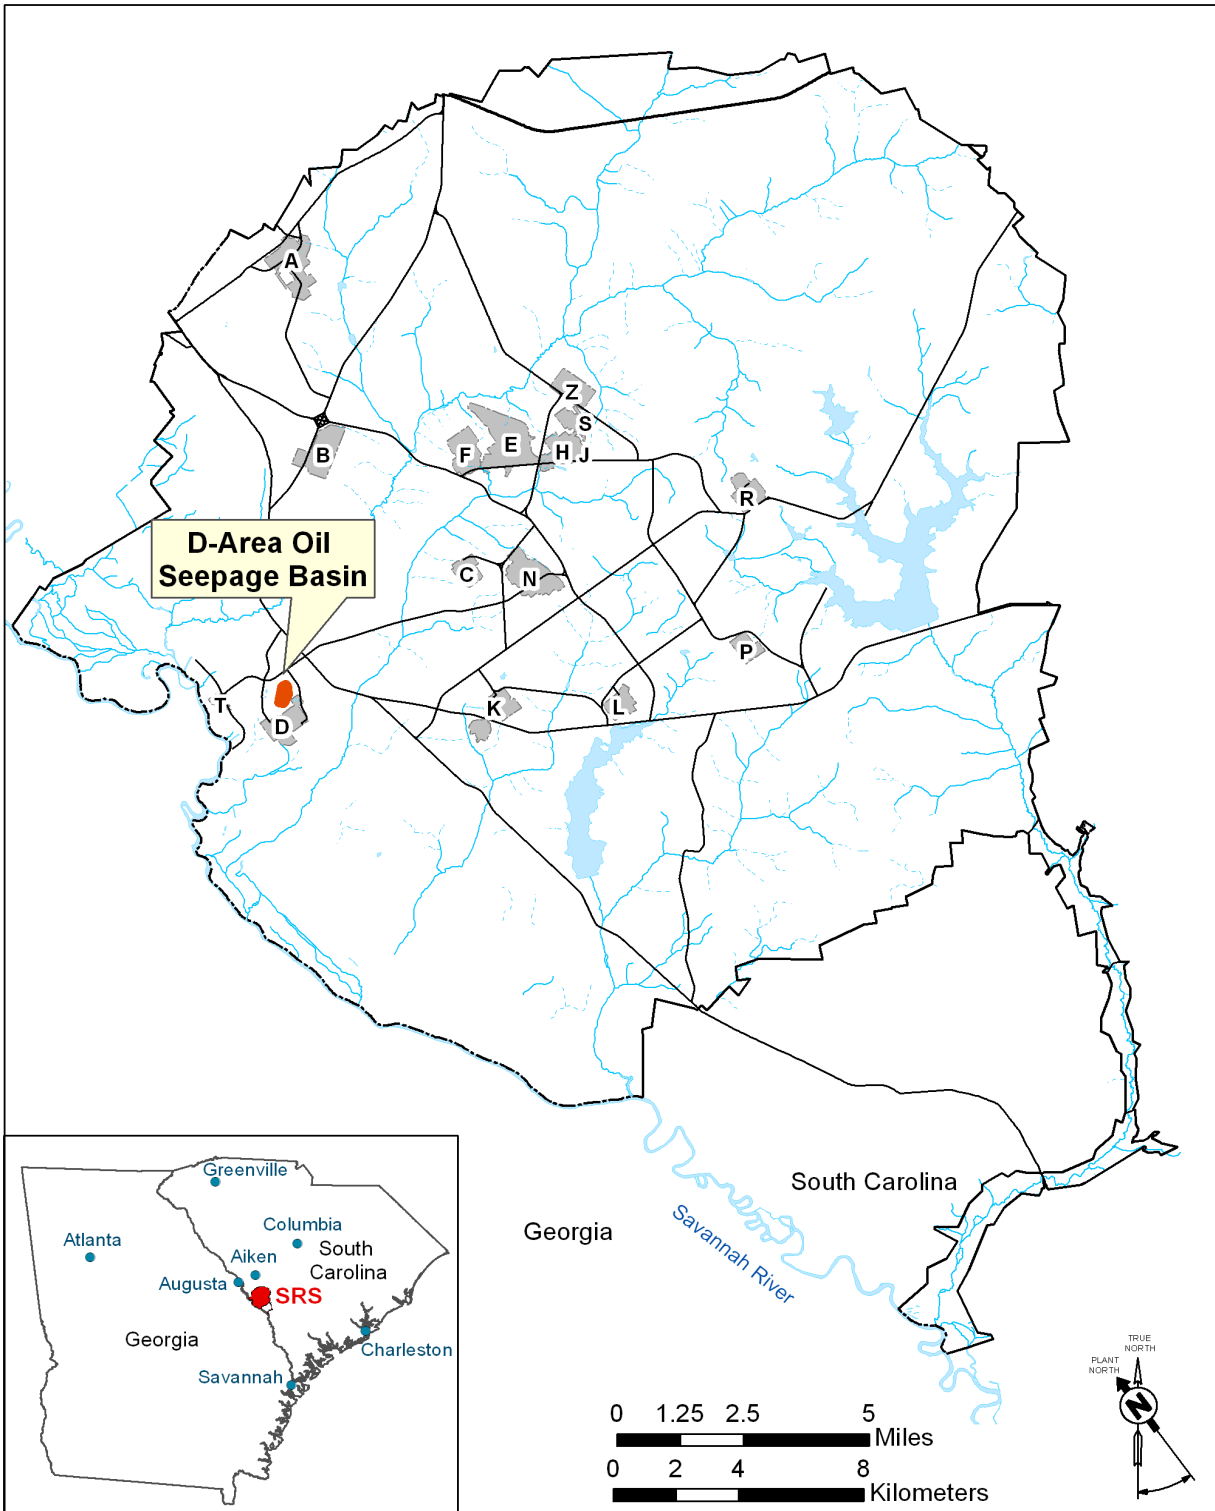 A
Z
S
E
F
H
J
B
R
D-Area Oil
Seepage Basin
C
N
P
T
D
K
L
South Carolina
Georgia
Savannah River
Greenville
Columbia
Atlanta
South
Carolina
Aiken
Augusta
SRS
Georgia
Charleston
Savannah
TRUE
NORTH
PLANT
NORTH
N
0 1.25 2.5 5
Miles
0 2 4 8
Kilometers